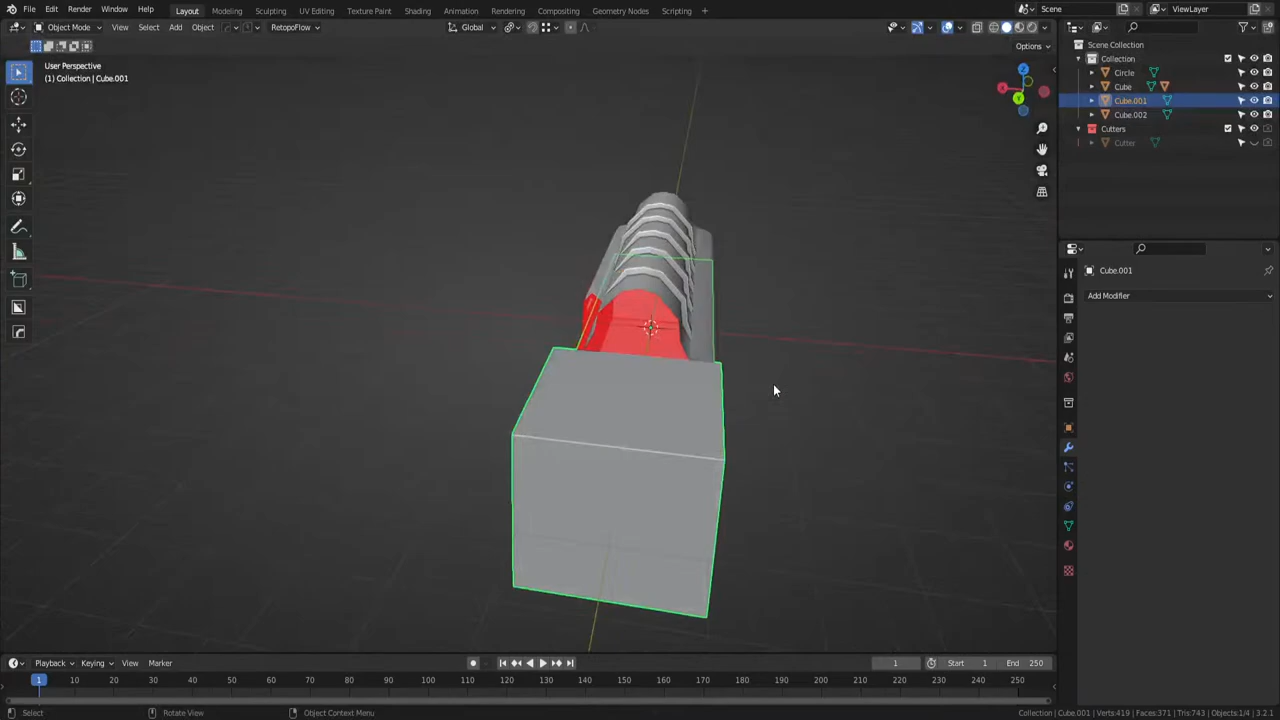 File Edit Render Window Help Layout Modeling Sculpting UV Editing Texture Paint Shading Animation Rendering Compositing Geometry Nodes Scripting + Scene ViewLayer
Object Mode View Select Add Object RetopoFlow Global
Options
User Perspective
(1) Collection | Cube.001
Scene Collection
Collection
Circle
Cube
Cube.001
Cube.002
Cutters
Cutter
Cube.001
Add Modifier
Playback Keying View Marker 1 Start 1 End 250
1 10 20 30 40 50 60 70 80 90 100 110 120 130 140 150 160 170 180 190 200 210 220 230 240 250
Select Rotate View Object Context Menu Collection | Cube.001 | Verts:419 | Faces:371 | Tris:743 | Objects:1/4 | 3.2.1